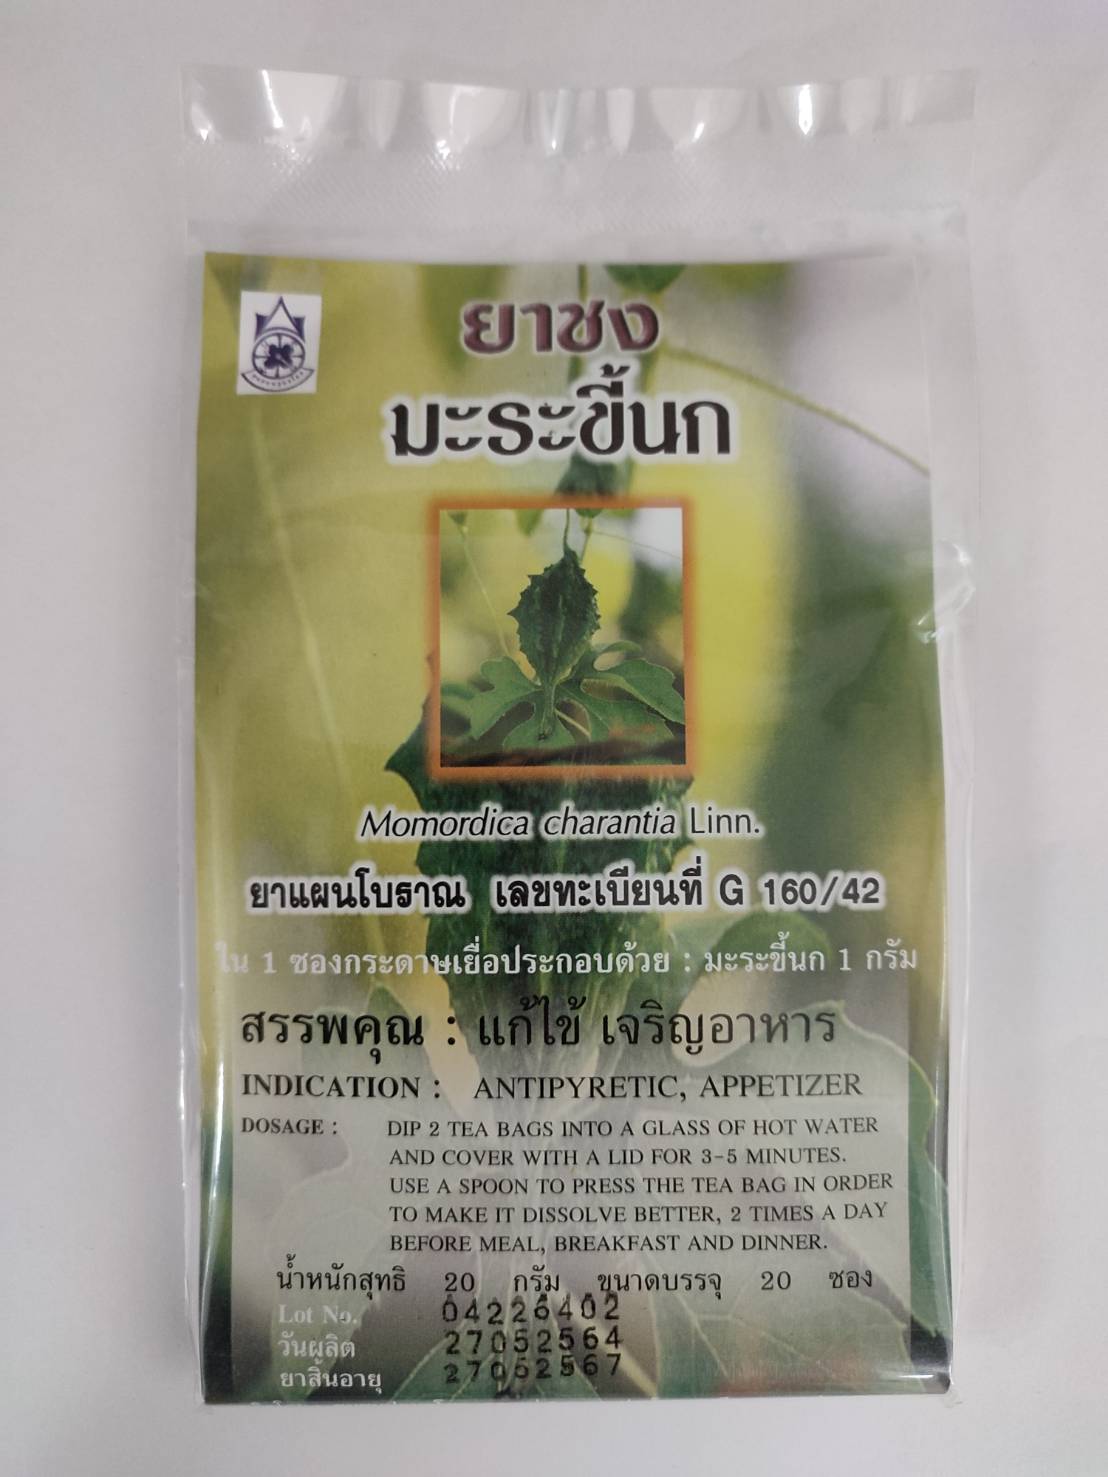 ยาชง
มะระขี้นก
Momordica charantia Linn.
ยาแผนโบราณ เลขทะเบียนที่ G 160/42
ใน 1 ซองกระดาษเยื่อประกอบด้วย : มะระขี้นก 1 กรัม
สรรพคุณ : แก้ไข้ เจริญอาหาร
INDICATION : ANTIPYRETIC, APPETIZER
DOSAGE : DIP 2 TEA BAGS INTO A GLASS OF HOT WATER
AND COVER WITH A LID FOR 3-5 MINUTES.
USE A SPOON TO PRESS THE TEA BAG IN ORDER
TO MAKE IT DISSOLVE BETTER, 2 TIMES A DAY
BEFORE MEAL, BREAKFAST AND DINNER.
น้ำหนักสุทธิ 20 กรัม ขนาดบรรจุ 20 ซอง
Lot No. 04226402
วันผลิต 27052564
ยาสิ้นอายุ 27052567